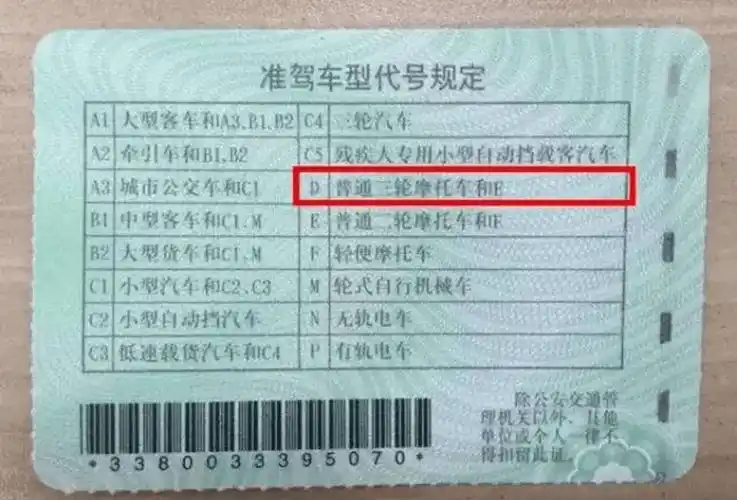 准驾车型代号规定
A1 大型客车和A3、B1、B2 C4 三轮汽车
A2 牵引车和B1、B2 C5 残疾人专用小型自动挡载客汽车
A3 城市公交车和C1 D 普通三轮摩托车和E
B1 中型客车和C1、M E 普通二轮摩托车和F
B2 大型货车和C1、M F 轻便摩托车
C1 小型汽车和C2、C3 M 轮式自行机械车
C2 小型自动挡汽车 N 无轨电车
C3 低速载货汽车和C4 P 有轨电车
除公安交通管
理机关以外、其他
单位或个人一律不
得扣留此证。
*3380033395070*